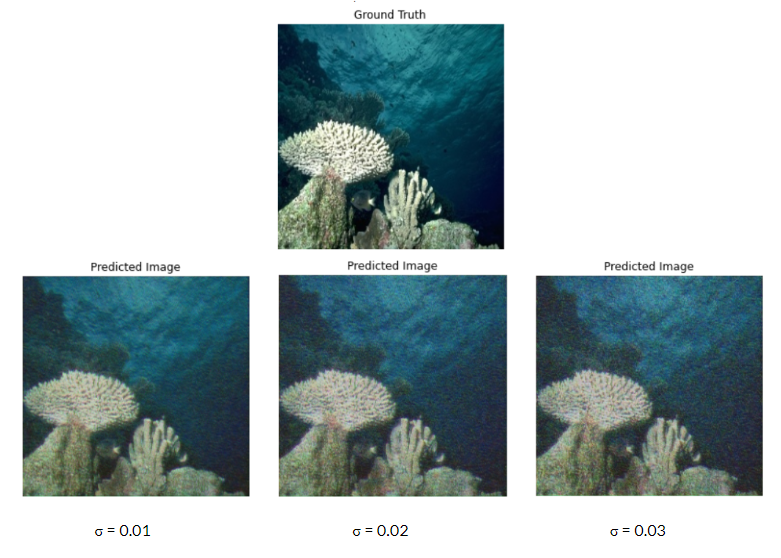 Ground Truth
Predicted Image
Predicted Image
Predicted Image
σ = 0.01
σ = 0.02
σ = 0.03